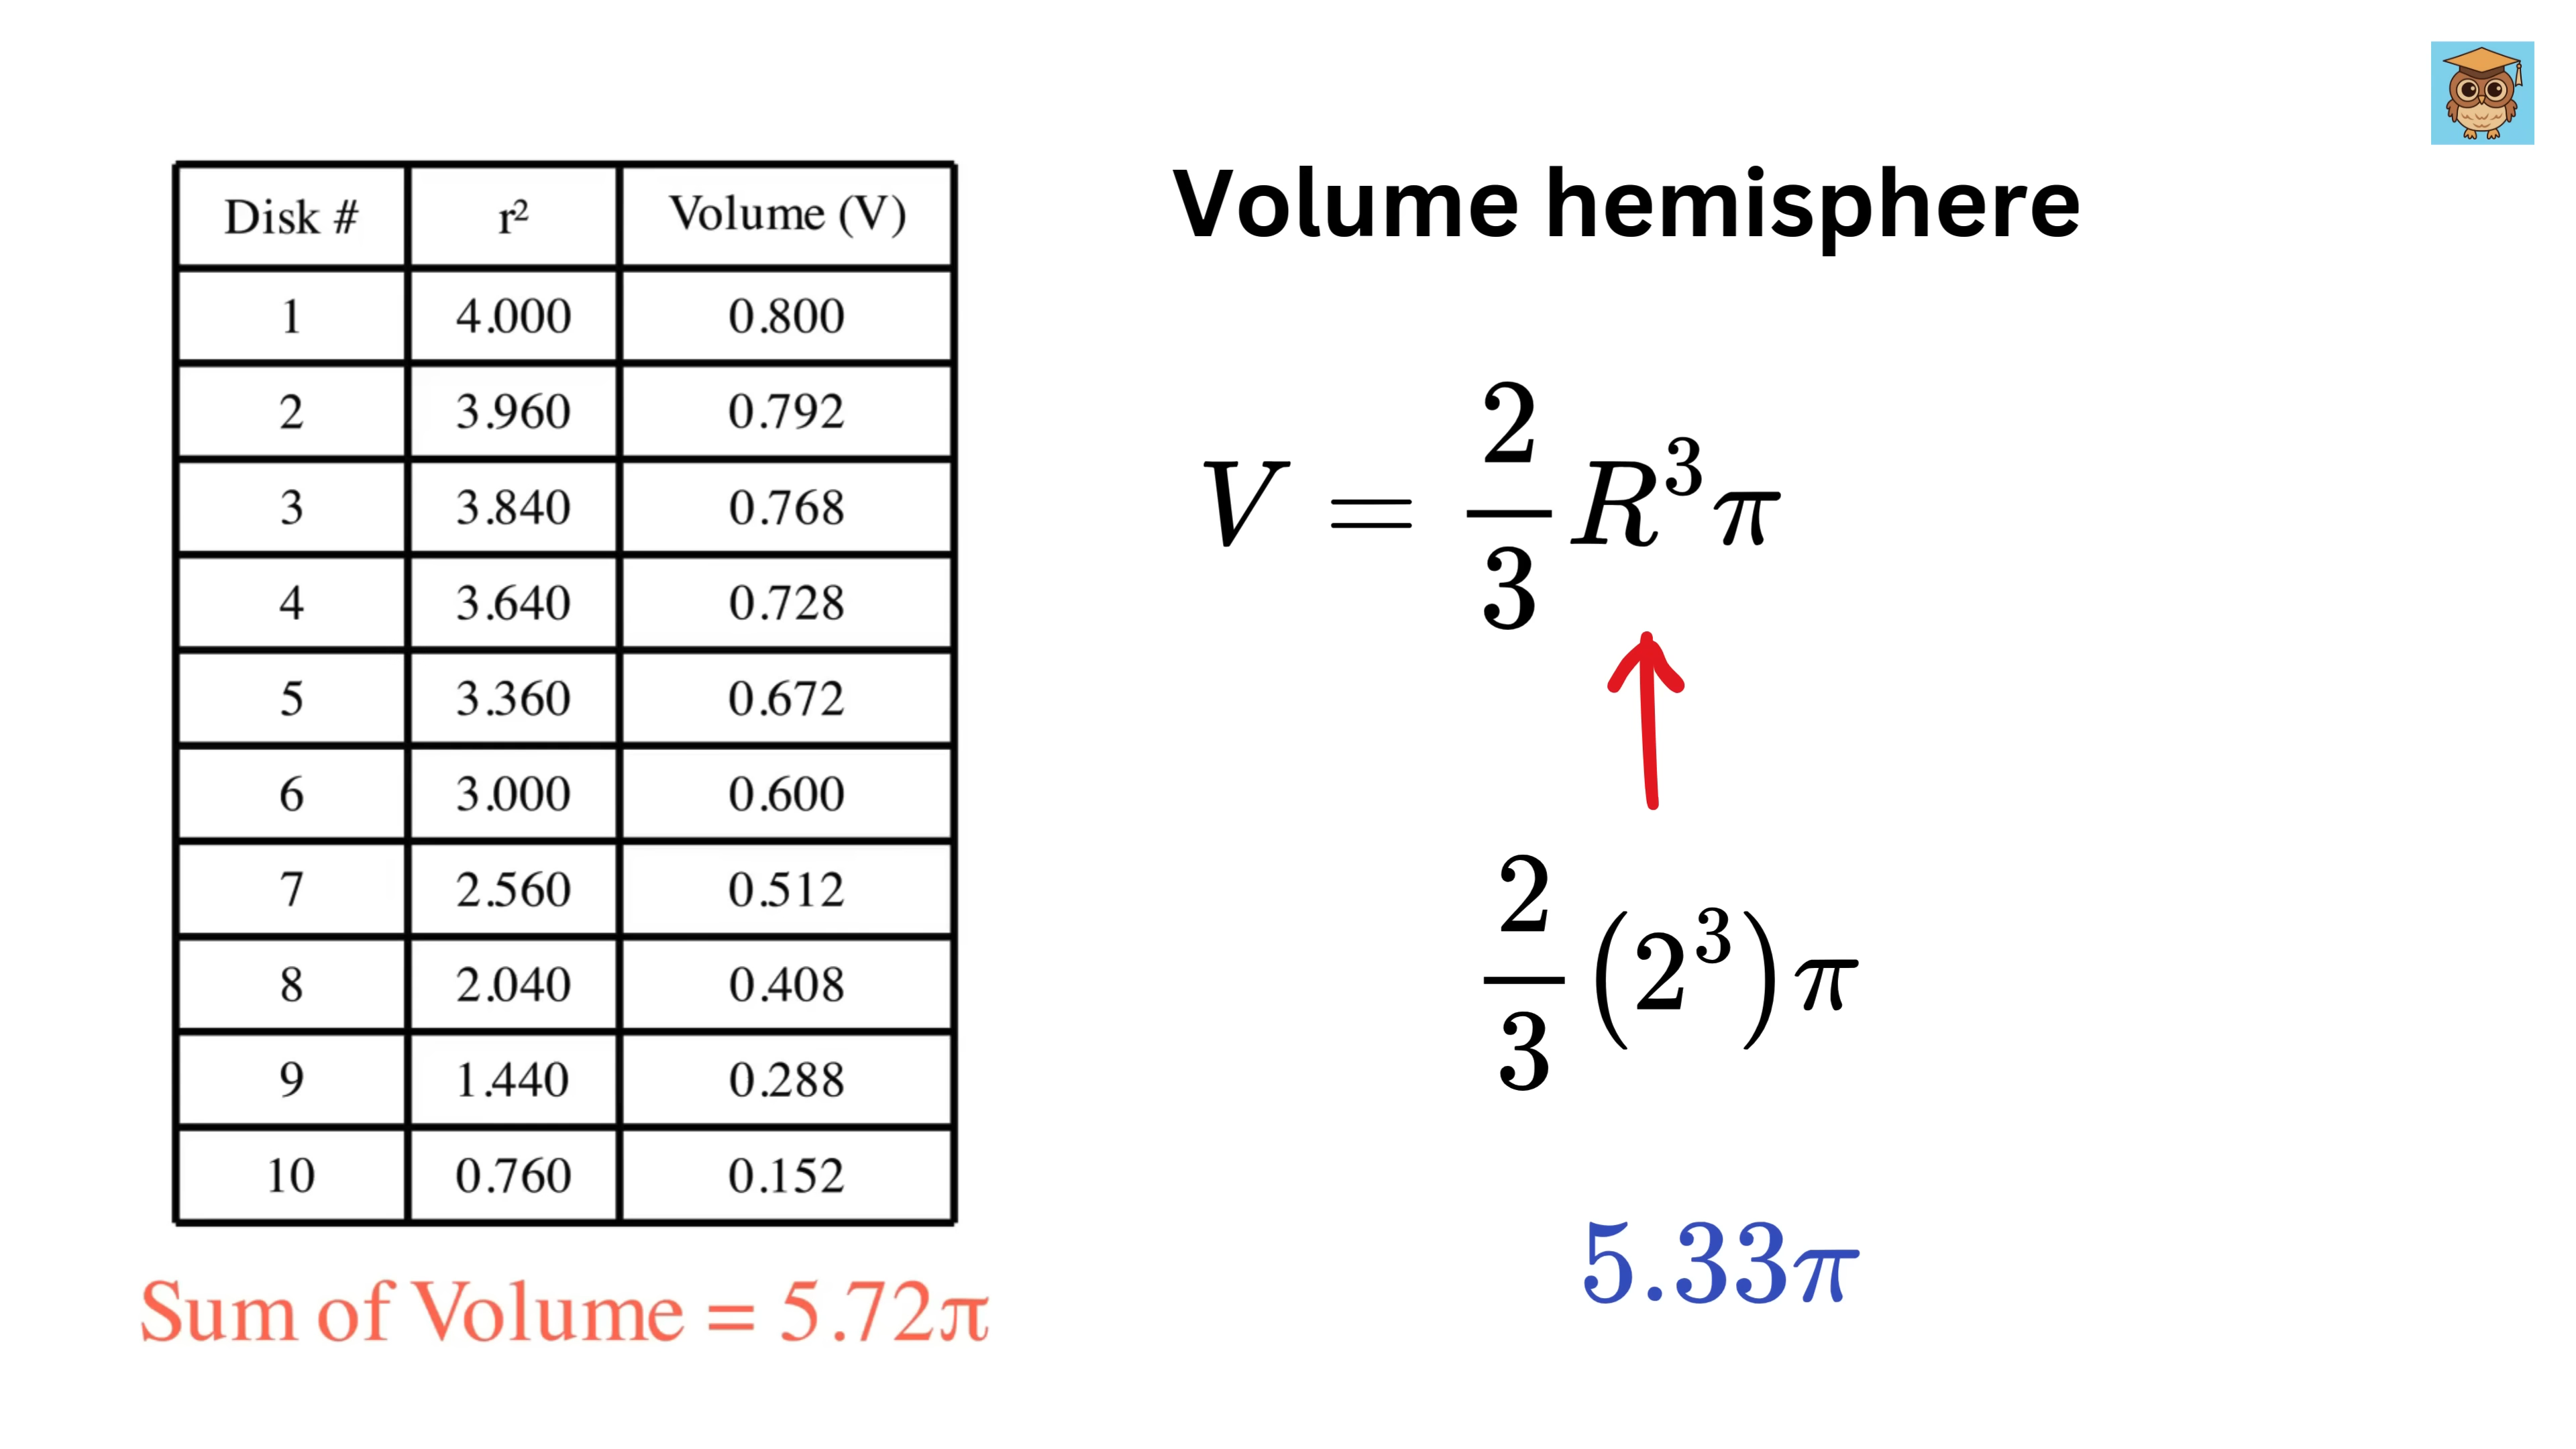 Disk # r² Volume (V)
1 4.000 0.800
2 3.960 0.792
3 3.840 0.768
4 3.640 0.728
5 3.360 0.672
6 3.000 0.600
7 2.560 0.512
8 2.040 0.408
9 1.440 0.288
10 0.760 0.152
Sum of Volume = 5.72π
Volume hemisphere
V = 2/3 R³π
2/3 (2³)π
5.33π